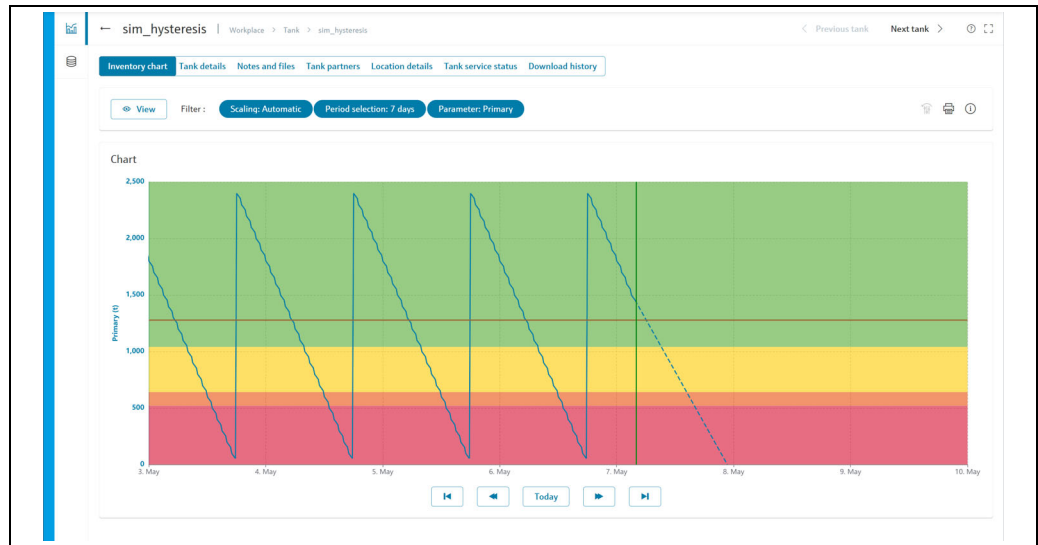 ← sim_hysteresis | Workplace > Tank > sim_hysteresis < Previous tank Next tank >
Inventory chart Tank details Notes and files Tank partners Location details Tank service status Download history
View Filter : Scaling: Automatic Period selection: 7 days Parameter: Primary
Chart
2,500
2,000
1,500
1,000
500
0
Primary (t)
3. May 4. May 5. May 6. May 7. May 8. May 9. May 10. May
Today